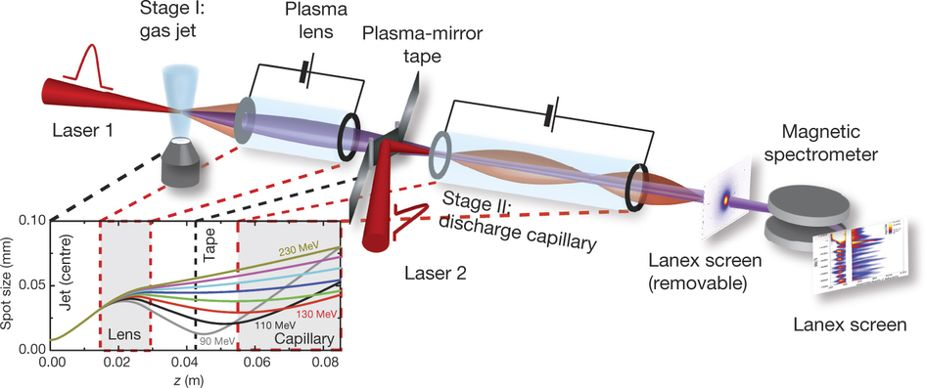 Stage I:
gas jet
Plasma
lens
Plasma-mirror
tape
Laser 1
Magnetic
spectrometer
Stage II:
discharge capillary
Laser 2
Lanex screen
(removable)
Lanex screen
0.10
0.05
0.00
Spot size (mm)
Jet (centre)
Lens
Tape
Capillary
230 MeV
130 MeV
110 MeV
90 MeV
0.00
0.02
0.04
0.06
0.08
z (m)